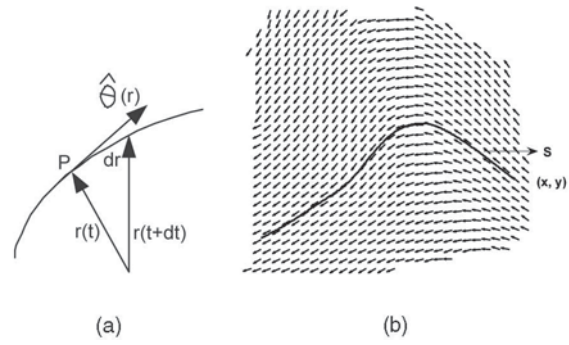 θ̂(r)
P
dr
r(t)
r(t+dt)
S
(x, y)
(a)
(b)